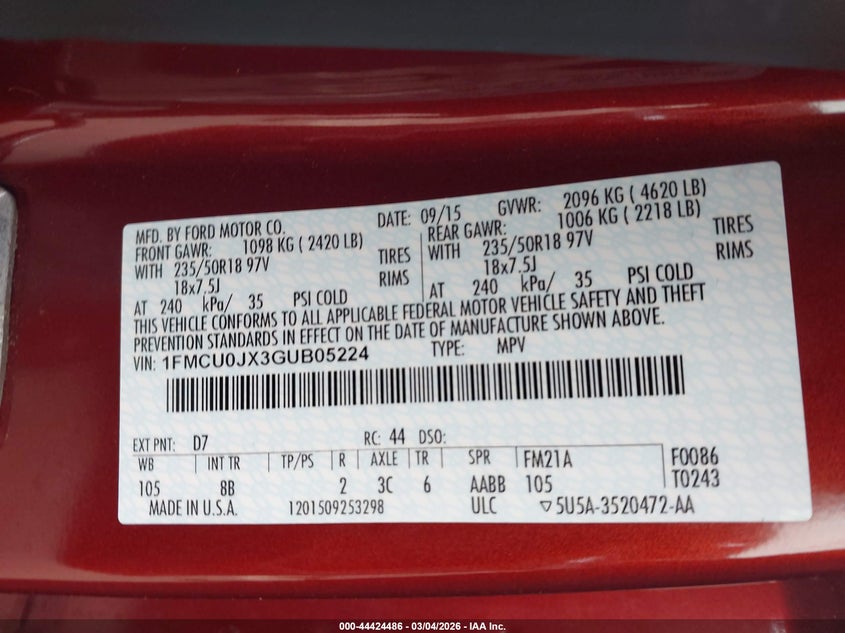 MFD. BY FORD MOTOR CO. DATE: 09/15 GVWR: 2096 KG ( 4620 LB)
FRONT GAWR: 1098 KG ( 2420 LB) REAR GAWR: 1006 KG ( 2218 LB)
WITH 235/50R18 97V TIRES WITH 235/50R18 97V TIRES
18x7.5J RIMS 18x7.5J RIMS
AT 240 kPa/ 35 PSI COLD AT 240 kPa/ 35 PSI COLD
THIS VEHICLE CONFORMS TO ALL APPLICABLE FEDERAL MOTOR VEHICLE SAFETY AND THEFT
PREVENTION STANDARDS IN EFFECT ON THE DATE OF MANUFACTURE SHOWN ABOVE.
VIN: 1FMCU0JX3GUB05224 TYPE: MPV
EXT PNT: D7 RC: 44 DSO:
WB INT TR TP/PS R AXLE TR SPR FM21A F0086
105 8B 2 3C 6 AABB 105 T0243
MADE IN U.S.A. 1201509253298 ULC ▽5U5A-3520472-AA
000-44424486 - 03/04/2026 - IAA Inc.